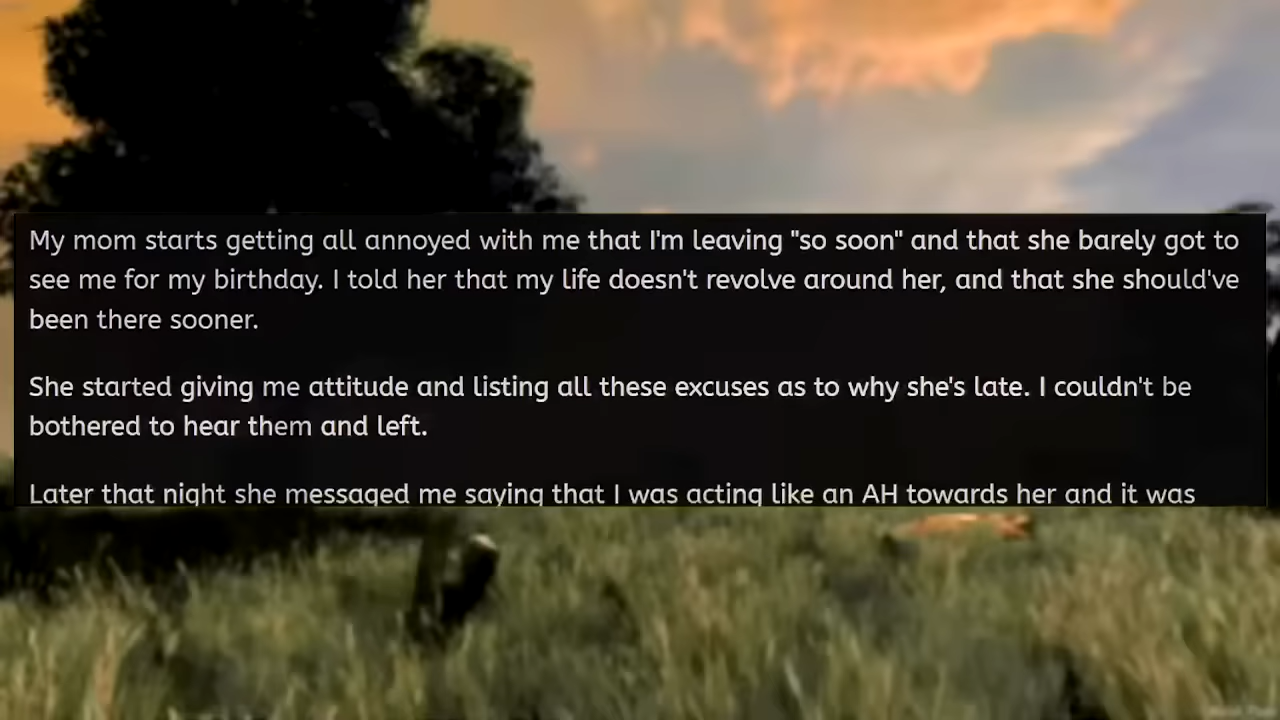 My mom starts getting all annoyed with me that I'm leaving "so soon" and that she barely got to
see me for my birthday. I told her that my life doesn't revolve around her, and that she should've
been there sooner.
She started giving me attitude and listing all these excuses as to why she's late. I couldn't be
bothered to hear them and left.
Later that night she messaged me saying that I was acting like an AH towards her and it was